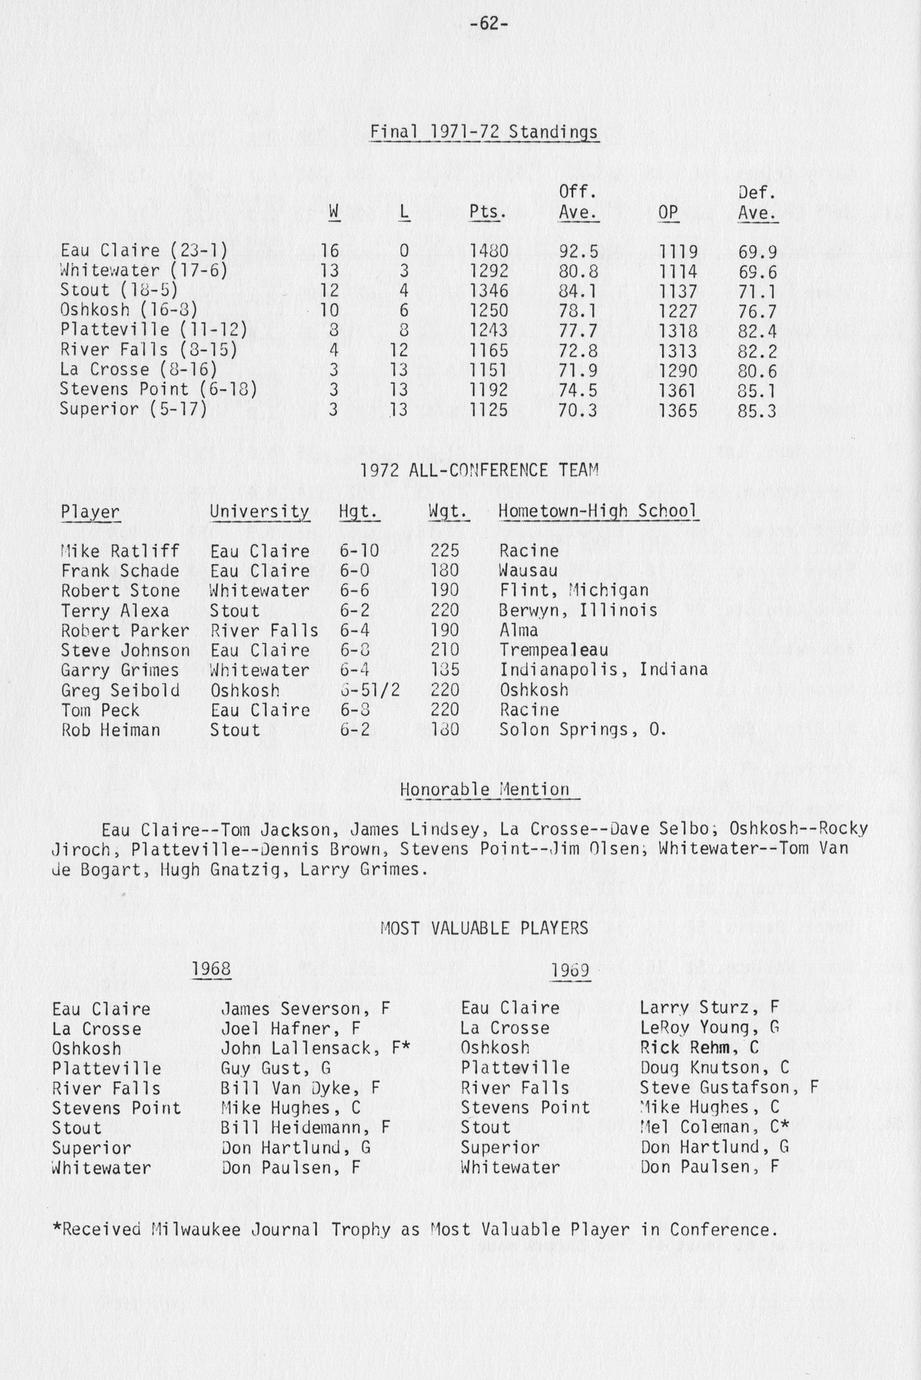 -62-
Final 1971-72 Standings
Off. Def.
W L Pts. Ave. OP Ave.
Eau Claire (23-1) 16 0 1480 92.5 1119 69.9
Whitewater (17-6) 13 3 1292 80.8 1114 69.6
Stout (18-5) 12 4 1346 84.1 1137 71.1
Oshkosh (16-8) 10 6 1250 78.1 1227 76.7
Platteville (11-12) 8 8 1243 77.7 1318 82.4
River Falls (8-15) 4 12 1165 72.8 1313 82.2
La Crosse (8-16) 3 13 1151 71.9 1290 80.6
Stevens Point (6-18) 3 13 1192 74.5 1361 85.1
Superior (5-17) 3 13 1125 70.3 1365 85.3
1972 ALL-CONFERENCE TEAM
Player University Hgt. Wgt. Hometown-High School
Mike Ratliff Eau Claire 6-10 225 Racine
Frank Schade Eau Claire 6-0 180 Wausau
Robert Stone Whitewater 6-6 190 Flint, Michigan
Terry Alexa Stout 6-2 220 Berwyn, Illinois
Robert Parker River Falls 6-4 190 Alma
Steve Johnson Eau Claire 6-8 210 Trempealeau
Garry Grimes Whitewater 6-4 185 Indianapolis, Indiana
Greg Seibold Oshkosh 6-51/2 220 Oshkosh
Tom Peck Eau Claire 6-8 220 Racine
Rob Heiman Stout 6-2 180 Solon Springs, O.
Honorable Mention
Eau Claire--Tom Jackson, James Lindsey, La Crosse--Dave Selbo; Oshkosh--Rocky
Jiroch, Platteville--Dennis Brown, Stevens Point--Jim Olsen; Whitewater--Tom Van
de Bogart, Hugh Gnatzig, Larry Grimes.
MOST VALUABLE PLAYERS
1968 1969
Eau Claire James Severson, F Eau Claire Larry Sturz, F
La Crosse Joel Hafner, F La Crosse LeRoy Young, G
Oshkosh John Lallensack, F* Oshkosh Rick Rehm, C
Platteville Guy Gust, G Platteville Doug Knutson, C
River Falls Bill Van Dyke, F River Falls Steve Gustafson, F
Stevens Point Mike Hughes, C Stevens Point Mike Hughes, C
Stout Bill Heidemann, F Stout Mel Coleman, C*
Superior Don Hartlund, G Superior Don Hartlund, G
Whitewater Don Paulsen, F Whitewater Don Paulsen, F
*Received Milwaukee Journal Trophy as Most Valuable Player in Conference.